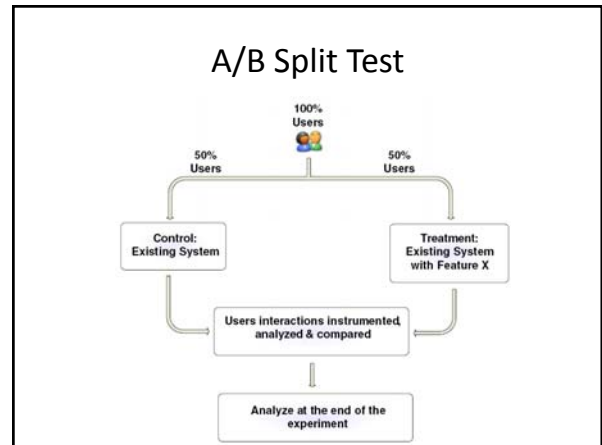 A/B Split Test
100%
Users
50%
Users
50%
Users
Control:
Existing System
Treatment:
Existing System
with Feature X
Users interactions instrumented,
analyzed & compared
Analyze at the end of the
experiment